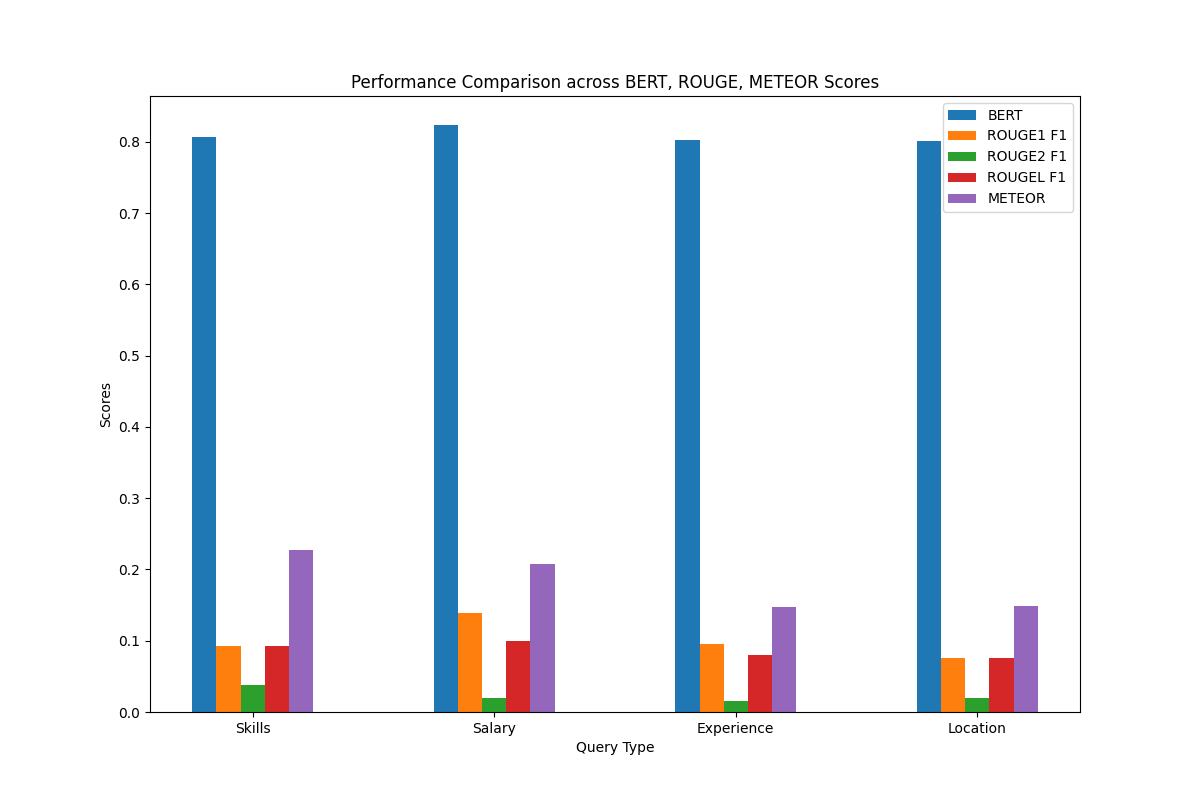 Performance Comparison across BERT, ROUGE, METEOR Scores
BERT
ROUGE1 F1
ROUGE2 F1
ROUGEL F1
METEOR
Scores
0.8
0.7
0.6
0.5
0.4
0.3
0.2
0.1
0.0
Skills Salary Experience Location
Query Type